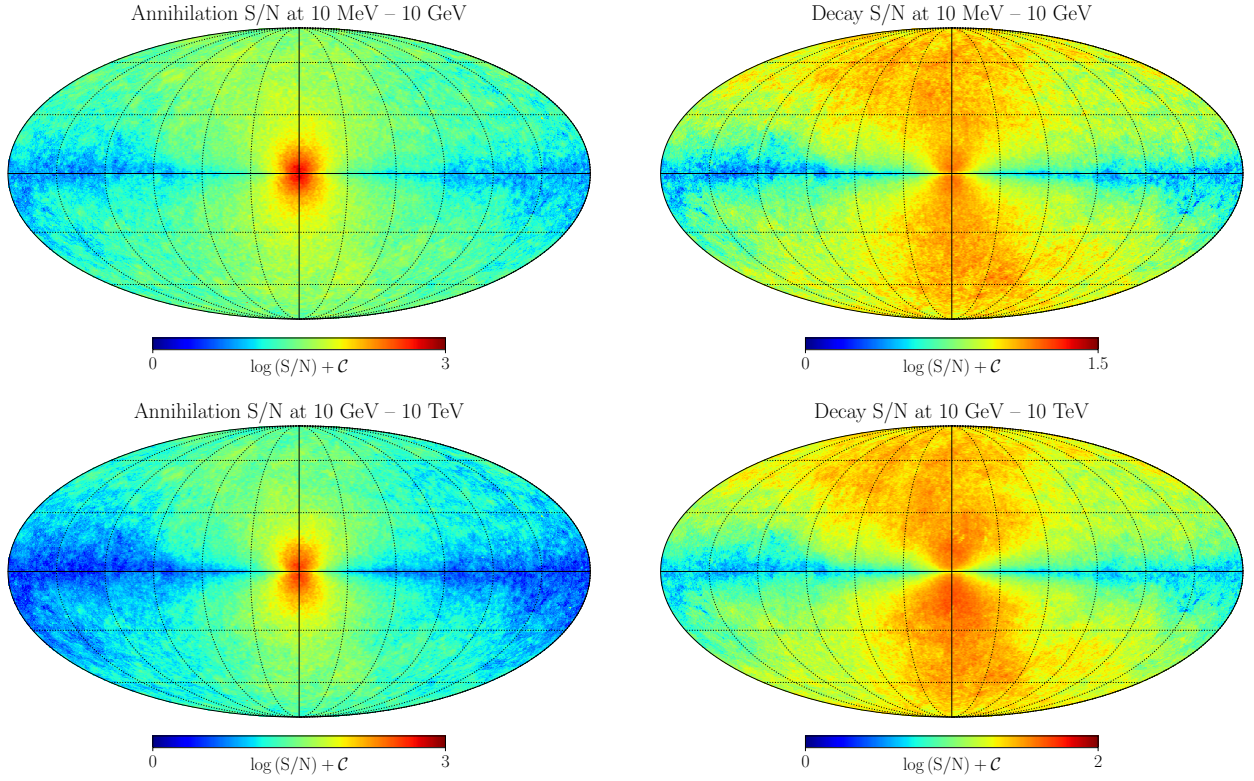 Annihilation S/N at 10 MeV – 10 GeV
Decay S/N at 10 MeV – 10 GeV
0 log (S/N) + 𝒞 3
0 log (S/N) + 𝒞 1.5
Annihilation S/N at 10 GeV – 10 TeV
Decay S/N at 10 GeV – 10 TeV
0 log (S/N) + 𝒞 3
0 log (S/N) + 𝒞 2